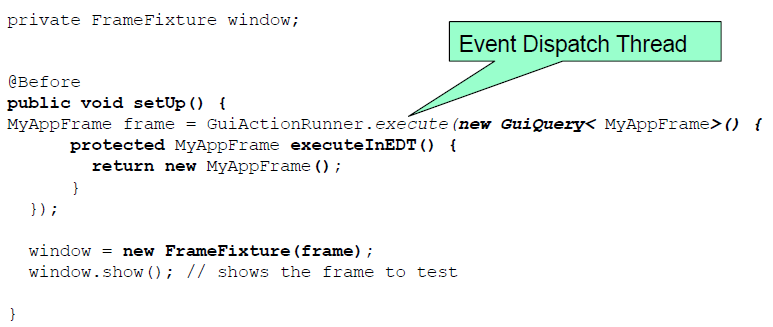 private FrameFixture window;
Event Dispatch Thread
@Before
public void setUp() {
MyAppFrame frame = GuiActionRunner.execute(new GuiQuery< MyAppFrame>() {
protected MyAppFrame executeInEDT() {
return new MyAppFrame();
}
});
window = new FrameFixture(frame);
window.show(); // shows the frame to test
}